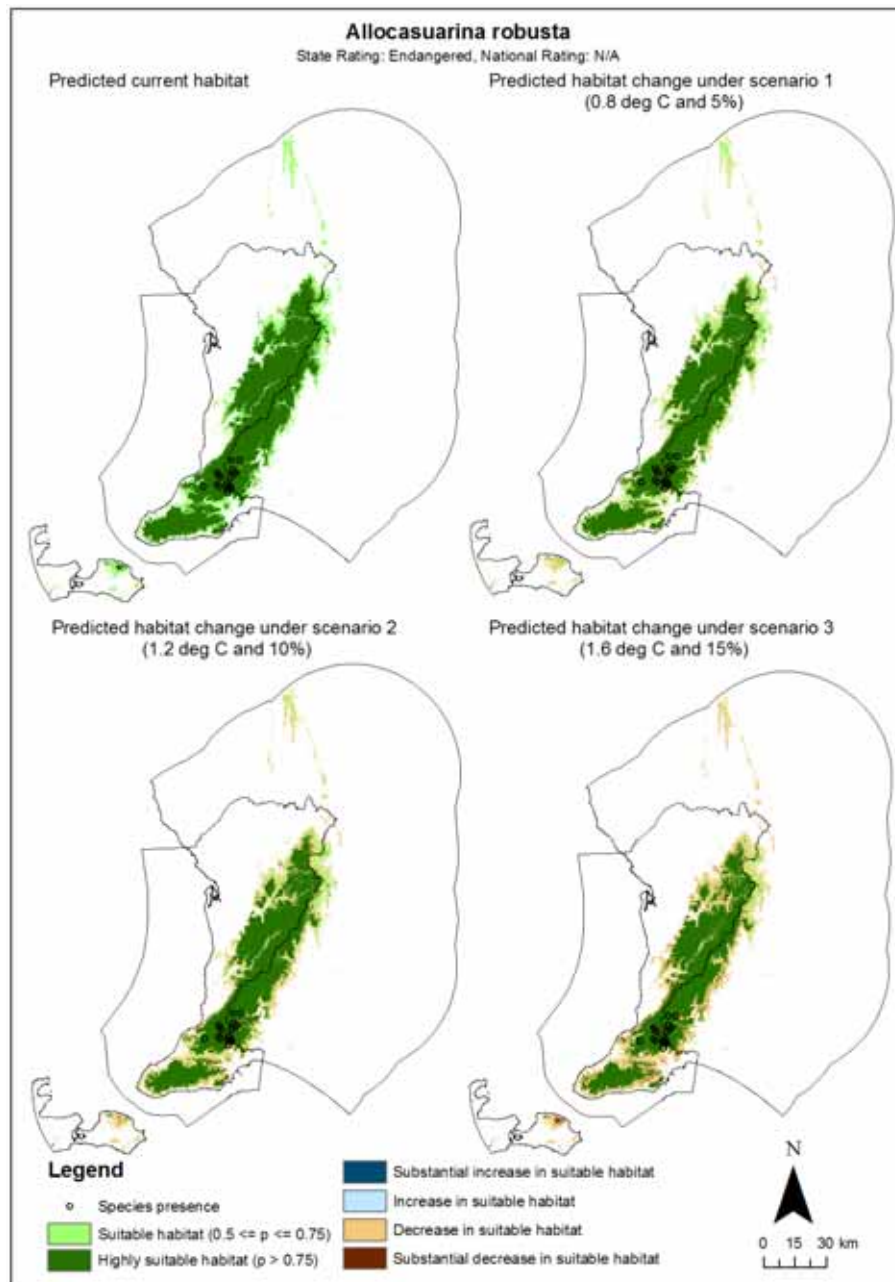 Allocasuarina robusta
State Rating: Endangered, National Rating: N/A
Predicted current habitat
Predicted habitat change under scenario 1
(0.8 deg C and 5%)
Predicted habitat change under scenario 2
(1.2 deg C and 10%)
Predicted habitat change under scenario 3
(1.6 deg C and 15%)
Legend
Species presence
Suitable habitat (0.5 <= p <= 0.75)
Highly suitable habitat (p > 0.75)
Substantial increase in suitable habitat
Increase in suitable habitat
Decrease in suitable habitat
Substantial decrease in suitable habitat
N
0 15 30 km